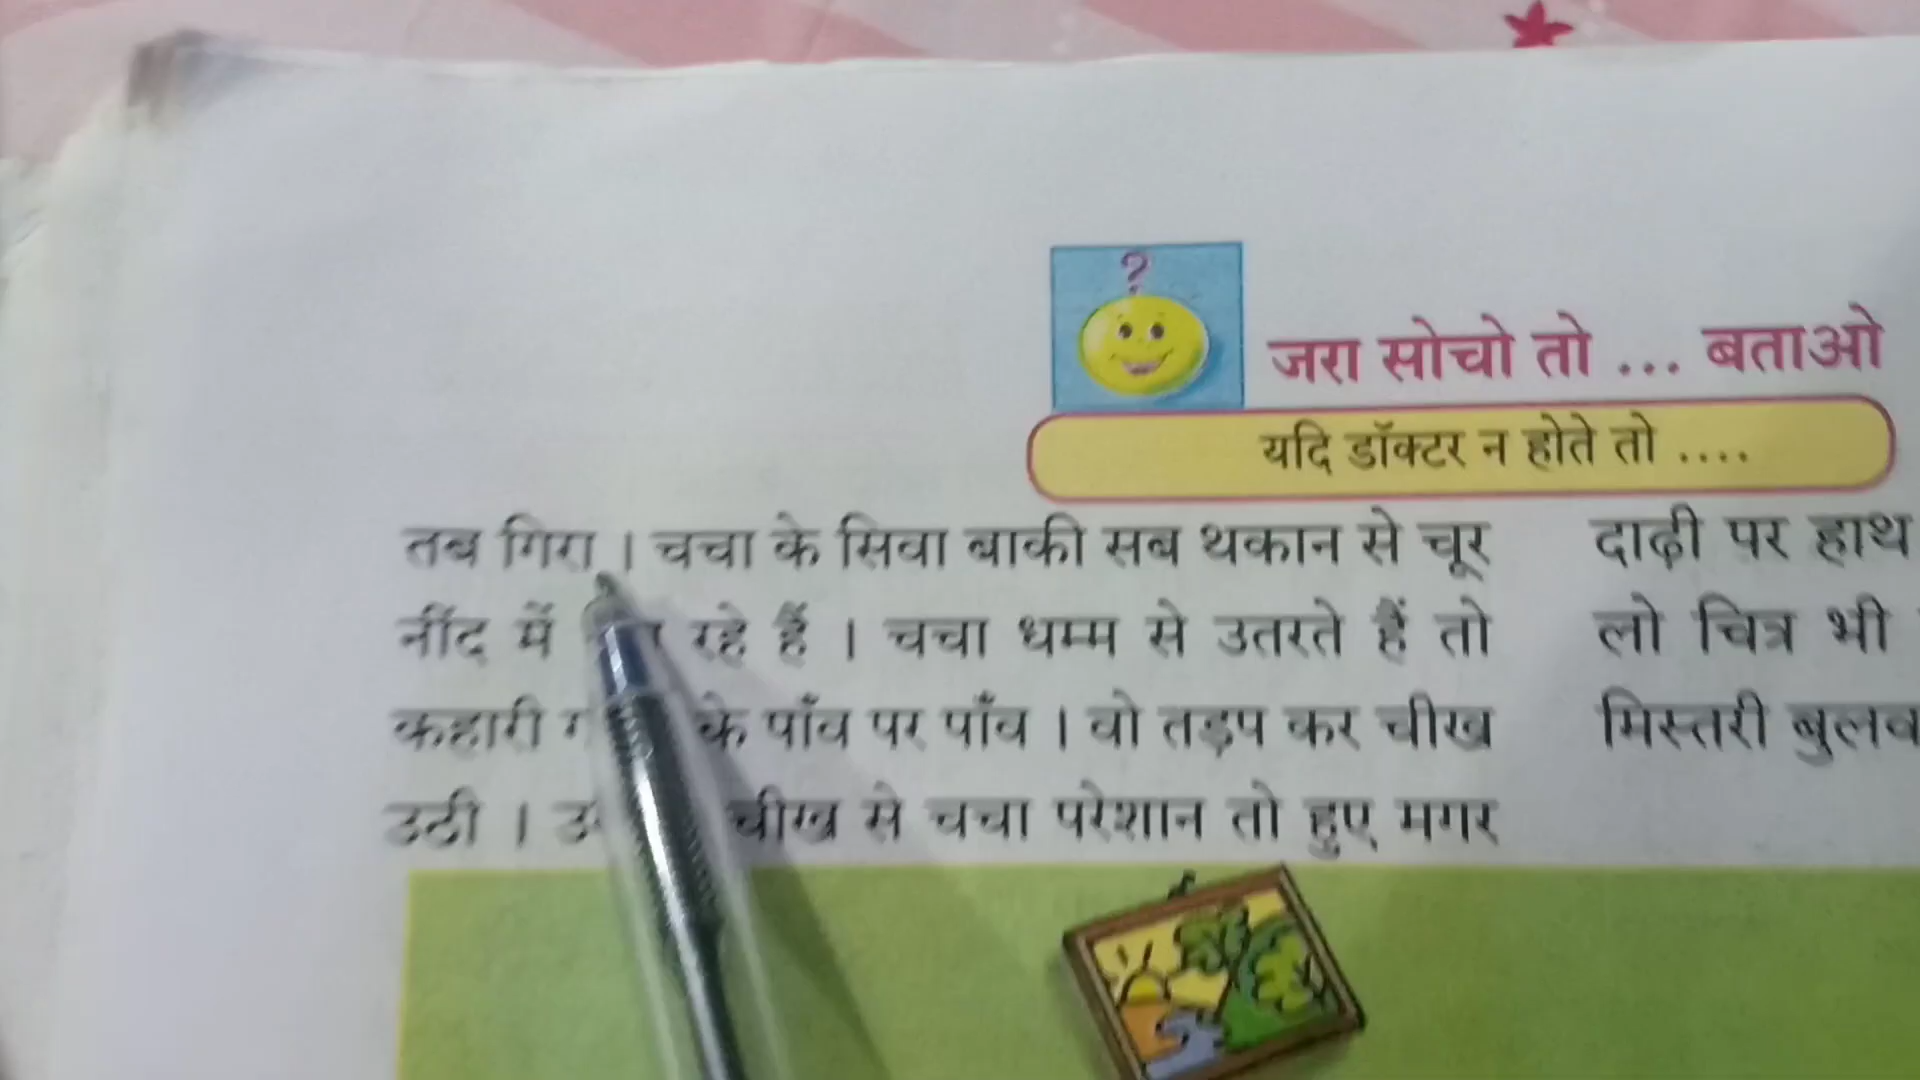 ?
जरा सोचो तो ... बताओ
यदि डॉक्टर न होते तो ....
तब गिरा । चचा के सिवा बाकी सब थकान से चूर
नींद में रहे हैं । चचा धम्म से उतरते हैं तो
कहारी के पाँव पर पाँव । वो तड़प कर चीख
उठी । चीख से चचा परेशान तो हुए मगर
दाढ़ी पर हाथ
लो चित्र भी
मिस्तरी